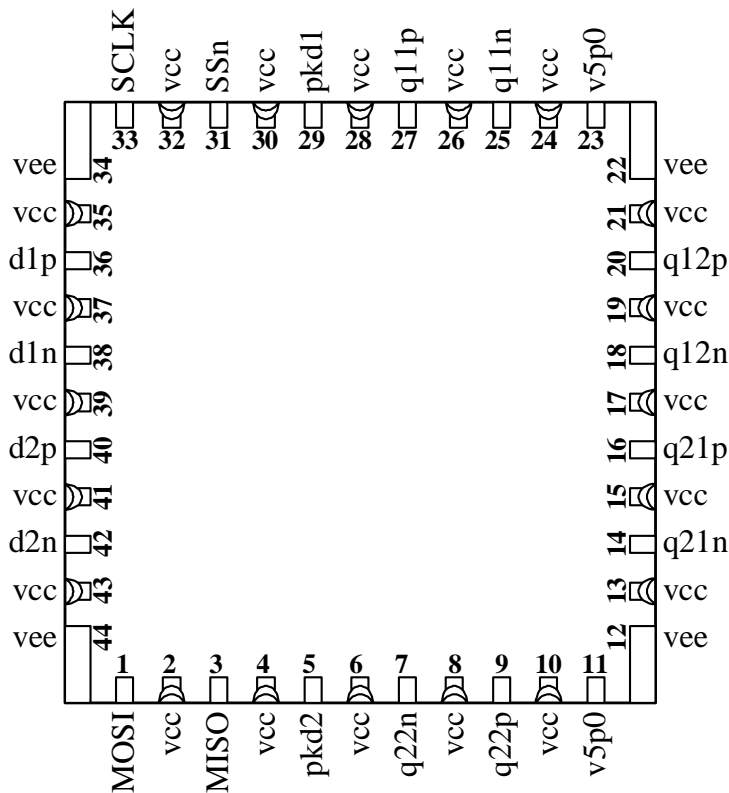 SCLK vcc SSn vcc pkd1 vcc q11p vcc q11n vcc v5p0
33 32 31 30 29 28 27 26 25 24 23
vee 34 22 vee
vcc 35 21 vcc
d1p 36 20 q12p
vcc 37 19 vcc
d1n 38 18 q12n
vcc 39 17 vcc
d2p 40 16 q21p
vcc 41 15 vcc
d2n 42 14 q21n
vcc 43 13 vcc
vee 44 12 vee
1 2 3 4 5 6 7 8 9 10 11
MOSI vcc MISO vcc pkd2 vcc q22n vcc q22p vcc v5p0